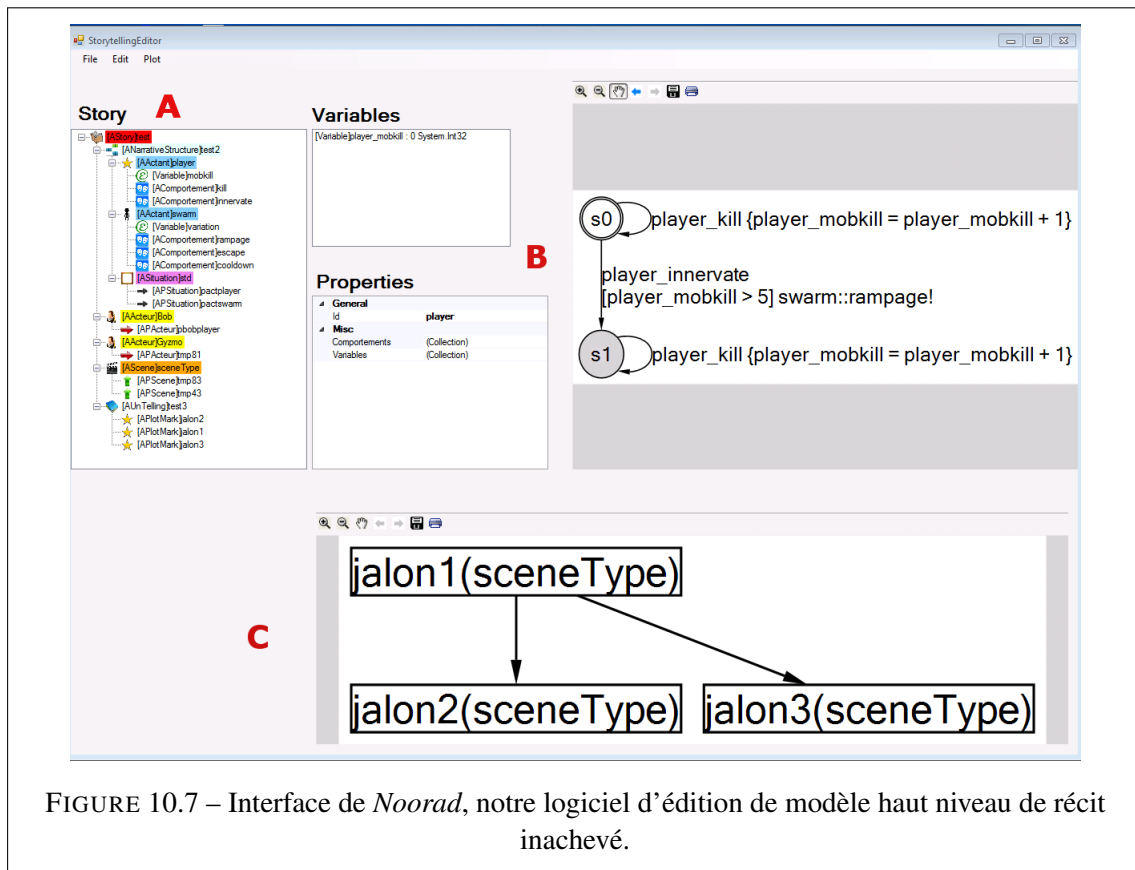 StorytellingEditor
File Edit Plot
A
Story
[AStory]test
[ANarrativeStructure]test2
[AActant]player
[Variable]mobkill
[AComportement]kill
[AComportement]innervate
[AActant]swarm
[Variable]variation
[AComportement]rampage
[AComportement]escape
[AComportement]cooldown
[ASituation]std
[APSituation]pactplayer
[APSituation]pactswarm
[AActeur]Bob
[APActeur]pbobplayer
[AActeur]Gyzmo
[APActeur]tmp81
[AScene]sceneType
[APScene]tmp83
[APScene]tmp43
[AUnTelling]test3
[APlotMark]jalon2
[APlotMark]jalon1
[APlotMark]jalon3
Variables
[Variable]player_mobkill : 0 System.Int32
B
Properties
General
Id player
Misc
Comportements (Collection)
Variables (Collection)
s0 player_kill {player_mobkill = player_mobkill + 1}
player_innervate
[player_mobkill > 5] swarm::rampage!
s1 player_kill {player_mobkill = player_mobkill + 1}
C
jalon1(sceneType)
jalon2(sceneType) jalon3(sceneType)
FIGURE 10.7 – Interface de Noorad, notre logiciel d'édition de modèle haut niveau de récit
inachevé.